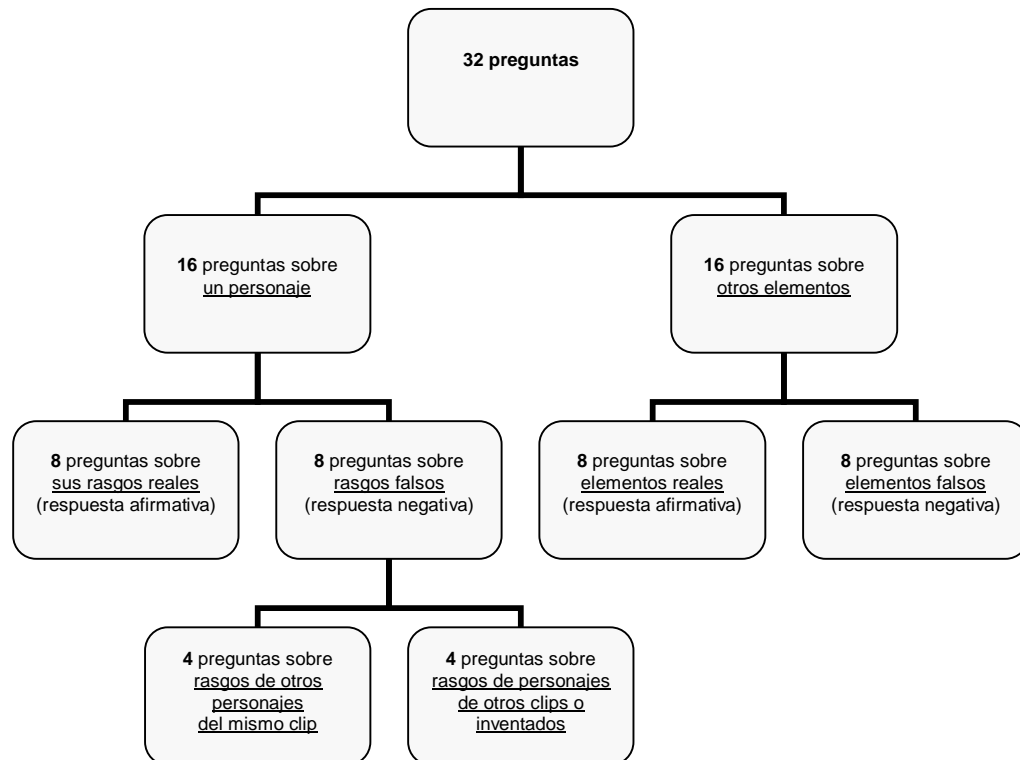 32 preguntas
16 preguntas sobre
un personaje
16 preguntas sobre
otros elementos
8 preguntas sobre
sus rasgos reales
(respuesta afirmativa)
8 preguntas sobre
rasgos falsos
(respuesta negativa)
8 preguntas sobre
elementos reales
(respuesta afirmativa)
8 preguntas sobre
elementos falsos
(respuesta negativa)
4 preguntas sobre
rasgos de otros
personajes
del mismo clip
4 preguntas sobre
rasgos de personajes
de otros clips o
inventados